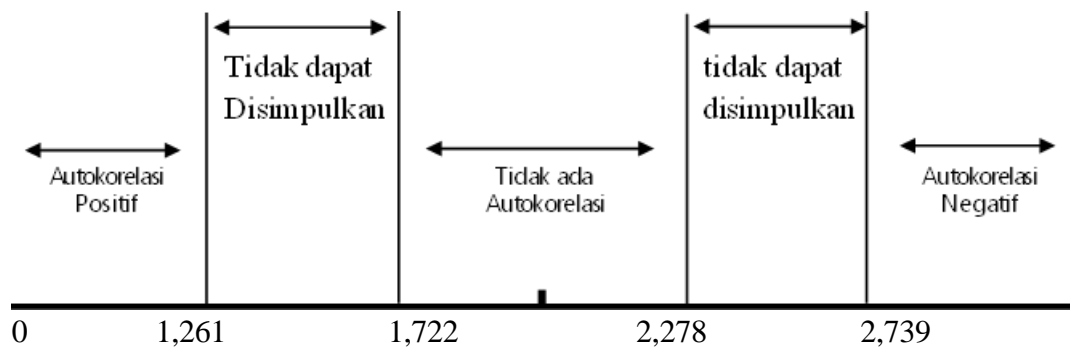 Tidak dapat
Disimpulkan
tidak dapat
disimpulkan
Autokorelasi
Positif
Tidak ada
Autokorelasi
Autokorelasi
Negatif
0 1,261 1,722 2,278 2,739